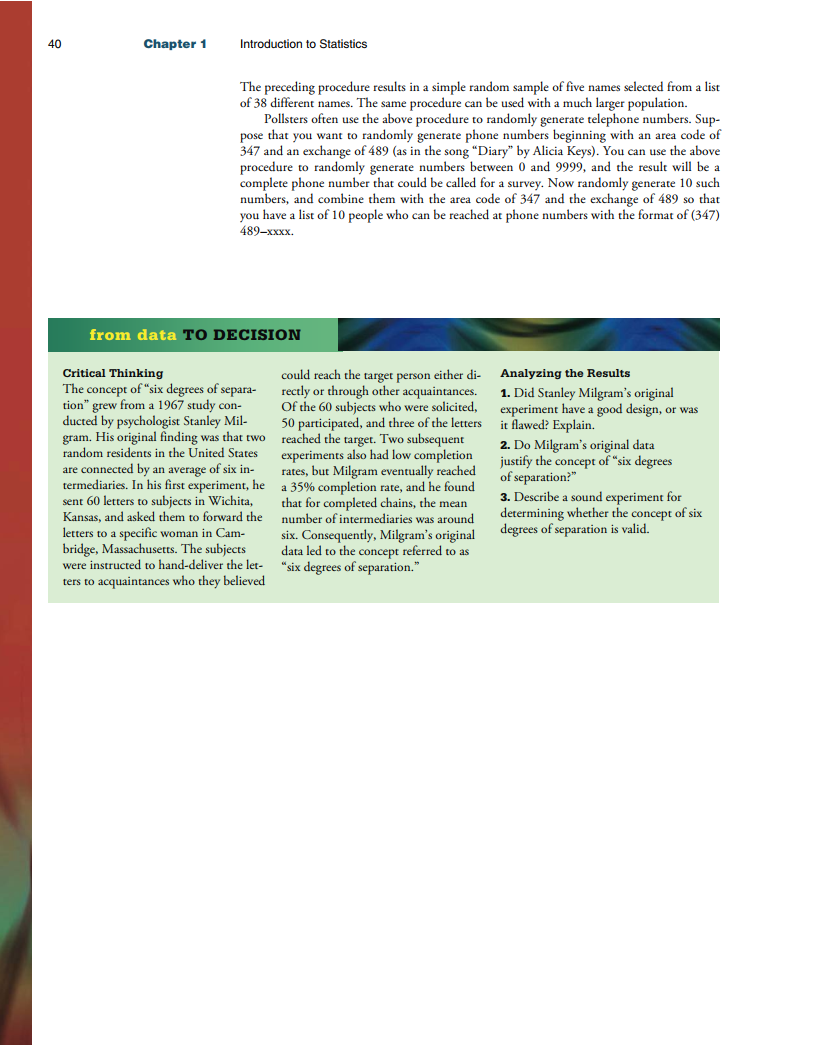 40 Chapter 1 Introduction to Statistics
The preceding procedure results in a simple random sample of five names selected from a list
of 38 different names. The same procedure can be used with a much larger population.
Pollsters often use the above procedure to randomly generate telephone numbers. Sup-
pose that you want to randomly generate phone numbers beginning with an area code of
347 and an exchange of 489 (as in the song “Diary” by Alicia Keys). You can use the above
procedure to randomly generate numbers between 0 and 9999, and the result will be a
complete phone number that could be called for a survey. Now randomly generate 10 such
numbers, and combine them with the area code of 347 and the exchange of 489 so that
you have a list of 10 people who can be reached at phone numbers with the format of (347)
489–xxxx.
from data TO DECISION
Critical Thinking
The concept of “six degrees of separa-
tion” grew from a 1967 study con-
ducted by psychologist Stanley Mil-
gram. His original finding was that two
random residents in the United States
are connected by an average of six in-
termediaries. In his first experiment, he
sent 60 letters to subjects in Wichita,
Kansas, and asked them to forward the
letters to a specific woman in Cam-
bridge, Massachusetts. The subjects
were instructed to hand-deliver the let-
ters to acquaintances who they believed
could reach the target person either di-
rectly or through other acquaintances.
Of the 60 subjects who were solicited,
50 participated, and three of the letters
reached the target. Two subsequent
experiments also had low completion
rates, but Milgram eventually reached
a 35% completion rate, and he found
that for completed chains, the mean
number of intermediaries was around
six. Consequently, Milgram’s original
data led to the concept referred to as
“six degrees of separation.”
Analyzing the Results
1. Did Stanley Milgram’s original
experiment have a good design, or was
it flawed? Explain.
2. Do Milgram’s original data
justify the concept of “six degrees
of separation?”
3. Describe a sound experiment for
determining whether the concept of six
degrees of separation is valid.